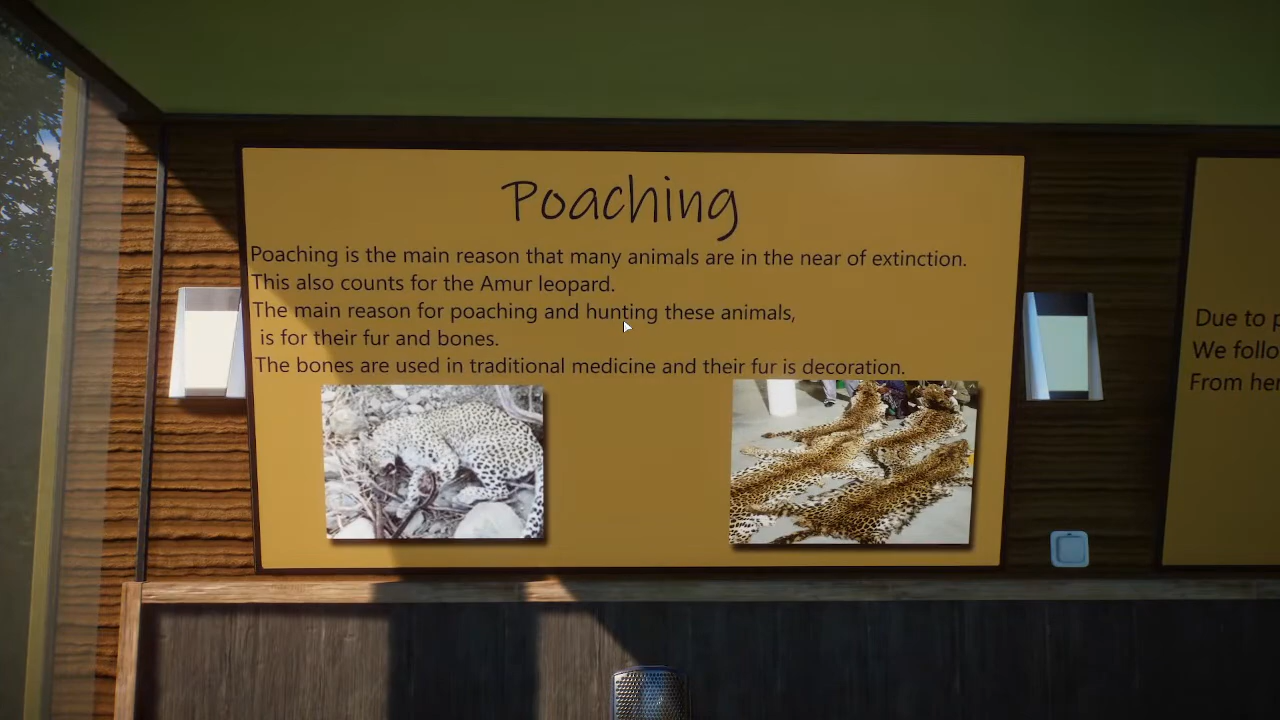 Poaching
Poaching is the main reason that many animals are in the near of extinction.
This also counts for the Amur leopard.
The main reason for poaching and hunting these animals,
is for their fur and bones.
The bones are used in traditional medicine and their fur is decoration.
Due to
We
From